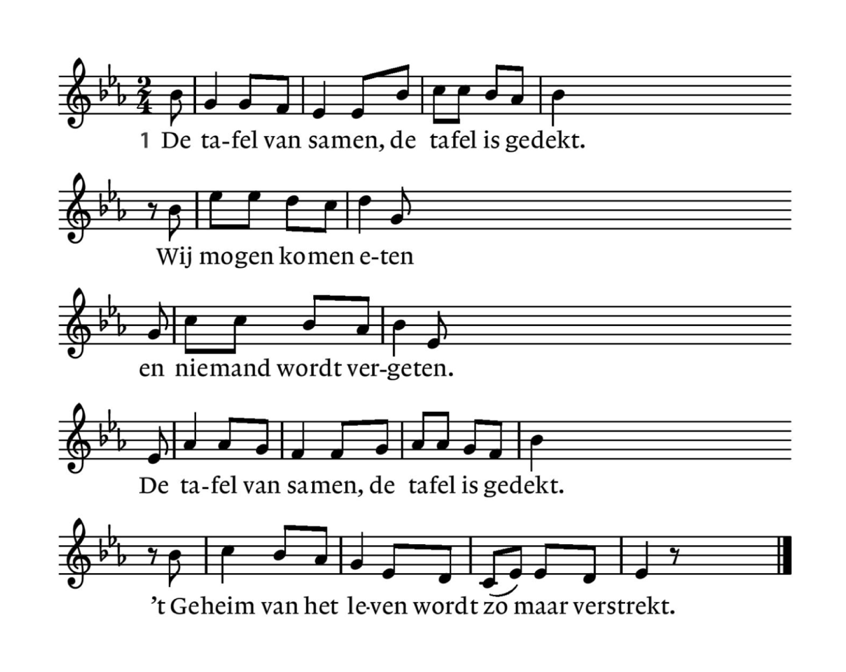 1 De ta-fel van samen, de tafel is gedekt.
Wij mogen komen e-ten
en niemand wordt ver-geten.
De ta-fel van samen, de tafel is gedekt.
’t Geheim van het le-ven wordt zo maar verstrekt.